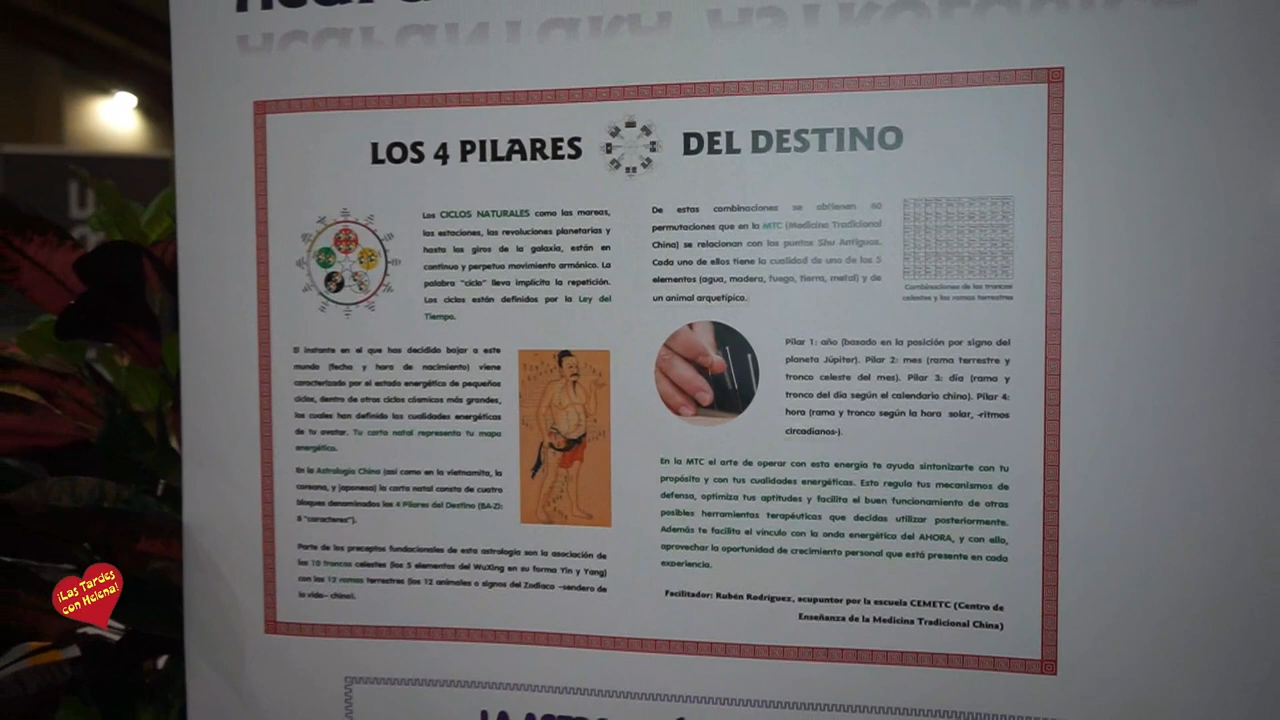 LOS 4 PILARES DEL DESTINO
Los CICLOS NATURALES como las mareas,
las estaciones, las revoluciones planetarias y
hasta los giros de la galaxia, están en
continuo y perpetuo movimiento armónico. La
palabra "ciclo" lleva implícita la repetición.
Los ciclos están definidos por la Ley del
Tiempo.
El instante en el que has decidido bajar a este
mundo (fecha y hora de nacimiento) viene
caracterizado por el estado energético de pequeños
ciclos, dentro de otros ciclos cósmicos más grandes,
los cuales han definido las cualidades energéticas
de tu avatar. Tu carta natal representa tu mapa
energético.
En la Astrología China (así como en la vietnamita, la
coreana, y japonesa) la carta natal consta de cuatro
bloques denominados los 4 Pilares del Destino (BA-ZI:
8 "caracteres").
Parte de los preceptos fundacionales de esta astrología son la asociación de
los 10 troncos celestes (los 5 elementos del WuXing en su forma Yin y Yang)
con las 12 ramas terrestres (los 12 animales o signos del Zodíaco -sendero de
la vida- chino).
De estas combinaciones se obtienen 60
permutaciones que en la MTC (Medicina Tradicional
China) se relacionan con los puntos Shu Antiguos.
Cada uno de ellos tiene la cualidad de uno de los 5
elementos (agua, madera, fuego, tierra, metal) y de
un animal arquetípico.
Combinaciones de los troncos
celestes y las ramas terrestres
Pilar 1: año (basado en la posición por signo del
planeta Júpiter). Pilar 2: mes (rama terrestre y
tronco celeste del mes). Pilar 3: día (rama y
tronco del día según el calendario chino). Pilar 4:
hora (rama y tronco según la hora solar, -ritmos
circadianos-).
En la MTC el arte de operar con esta energía te ayuda sintonizarte con tu
propósito y con tus cualidades energéticas. Esto regula tus mecanismos de
defensa, optimiza tus aptitudes y facilita el buen funcionamiento de otras
posibles herramientas terapéuticas que decidas utilizar posteriormente.
Además te facilita el vínculo con la onda energética del AHORA, y con ello,
aprovechar la oportunidad de crecimiento personal que está presente en cada
experiencia.
Facilitador: Rubén Rodríguez, acupuntor por la escuela CEMETC (Centro de
Enseñanza de la Medicina Tradicional China)
¡Las Tardes
con Helena!